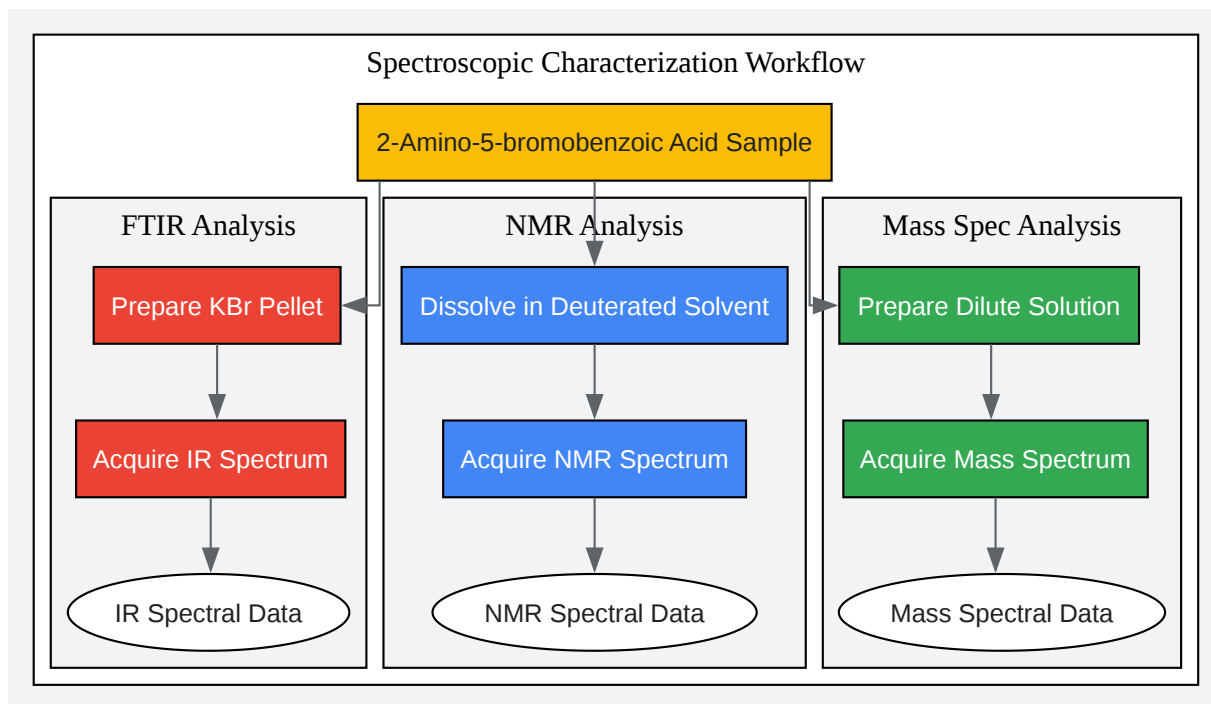 Spectroscopic Characterization Workflow
2-Amino-5-bromobenzoic Acid Sample
FTIR Analysis
Prepare KBr Pellet
Acquire IR Spectrum
IR Spectral Data
NMR Analysis
Dissolve in Deuterated Solvent
Acquire NMR Spectrum
NMR Spectral Data
Mass Spec Analysis
Prepare Dilute Solution
Acquire Mass Spectrum
Mass Spectral Data